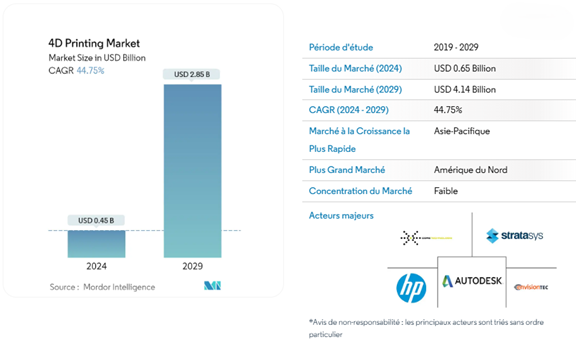 4D Printing Market
Market Size in USD Billion
CAGR 44.75%
USD 2.85 B
USD 0.45 B
2024
2029
Source : Mordor Intelligence
Période d'étude 2019 - 2029
Taille du Marché (2024) USD 0.65 Billion
Taille du Marché (2029) USD 4.14 Billion
CAGR (2024 - 2029) 44.75%
Marché à la Croissance la Asie-Pacifique
Plus Rapide
Plus Grand Marché Amérique du Nord
Concentration du Marché Faible
Acteurs majeurs
stratasys
hp
AUTODESK
envisionTEC
*Avis de non-responsabilité : les principaux acteurs sont triés sans ordre
particulier